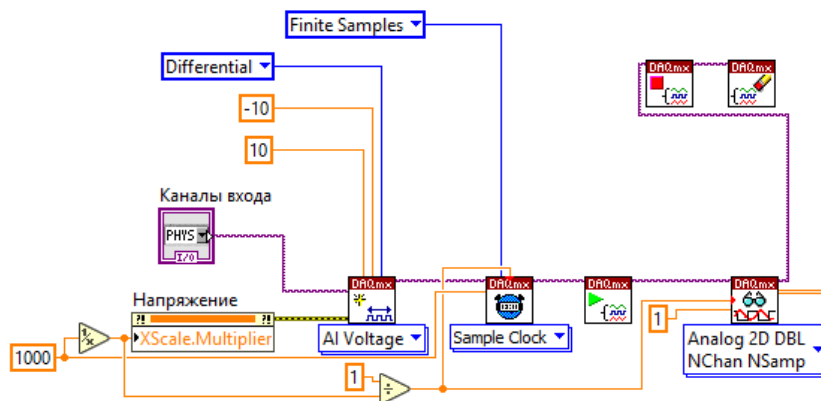 Finite Samples
Differential
DAQmx
DAQmx
-10
10
Каналы входа
PHYS
I/O
DAQmx
DAQmx
DAQmx
DAQmx
Напряжение
?!
?!
XScale.Multiplier
AI Voltage
Sample Clock
1
Analog 2D DBL
NChan NSamp
1/x
1000
1
÷